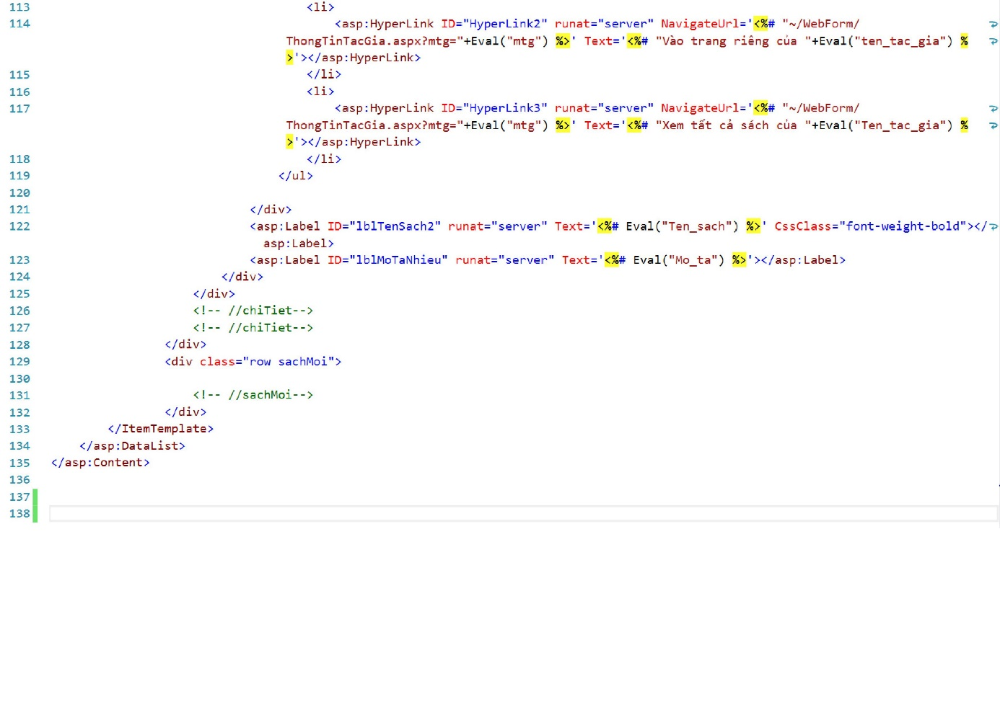 113 <li>
114 <asp:HyperLink ID="HyperLink2" runat="server" NavigateUrl='<%# "~/WebForm/
ThongTinTacGia.aspx?mtg="+Eval("mtg") %>' Text='<%# "Vào trang riêng của "+Eval("ten_tac_gia") %
>'></asp:HyperLink>
115 </li>
116 <li>
117 <asp:HyperLink ID="HyperLink3" runat="server" NavigateUrl='<%# "~/WebForm/
ThongTinTacGia.aspx?mtg="+Eval("mtg") %>' Text='<%# "Xem tất cả sách của "+Eval("Ten_tac_gia") %
>'></asp:HyperLink>
118 </li>
119 </ul>
120
121 </div>
122 <asp:Label ID="lblTenSach2" runat="server" Text='<%# Eval("Ten_sach") %>' CssClass="font-weight-bold"></
asp:Label>
123 <asp:Label ID="lblMoTaNhieu" runat="server" Text='<%# Eval("Mo_ta") %>'></asp:Label>
124 </div>
125 </div>
126 <!-- //chiTiet-->
127 <!-- //chiTiet-->
128 </div>
129 <div class="row sachMoi">
130
131 <!-- //sachMoi-->
132 </div>
133 </ItemTemplate>
134 </asp:DataList>
135 </asp:Content>
136
137
138